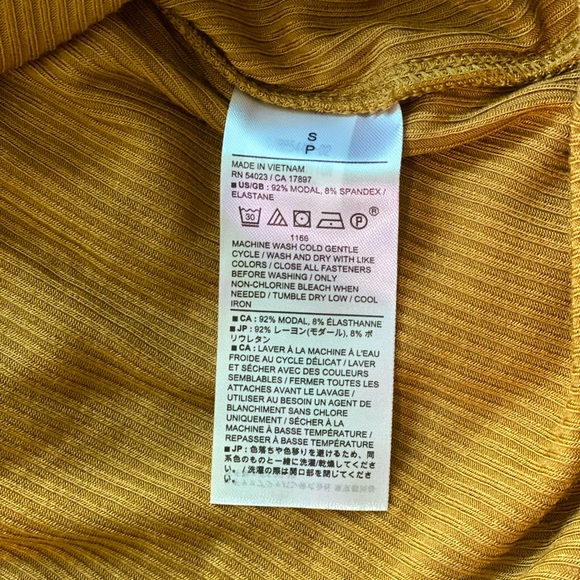 S
P
MADE IN VIETNAM
RN 54023 / CA 17897
■ US/GB : 92% MODAL, 8% SPANDEX /
ELASTANE
30 P ®
1166
MACHINE WASH COLD GENTLE
CYCLE / WASH AND DRY WITH LIKE
COLORS / CLOSE ALL FASTENERS
BEFORE WASHING / ONLY
NON-CHLORINE BLEACH WHEN
NEEDED / TUMBLE DRY LOW / COOL
IRON
■ CA : 92% MODAL, 8% ÉLASTHANNE
■ JP : 92% レーヨン(モダール), 8% ポ
リウレタン
■ CA : LAVER À LA MACHINE À L'EAU
FROIDE AU CYCLE DÉLICAT / LAVER
ET SÉCHER AVEC DES COULEURS
SEMBLABLES / FERMER TOUTES LES
ATTACHES AVANT LE LAVAGE /
UTILISER AU BESOIN UN AGENT DE
BLANCHIMENT SANS CHLORE
UNIQUEMENT / SÉCHER À LA
MACHINE À BASSE TEMPÉRATURE /
REPASSER À BASSE TEMPÉRATURE
■ JP : 色落ちや色移りを避けるため、同
系色のものと一緒に洗濯/乾燥してくださ
い。/ 洗濯の際は開口部を閉じてくださ
い。